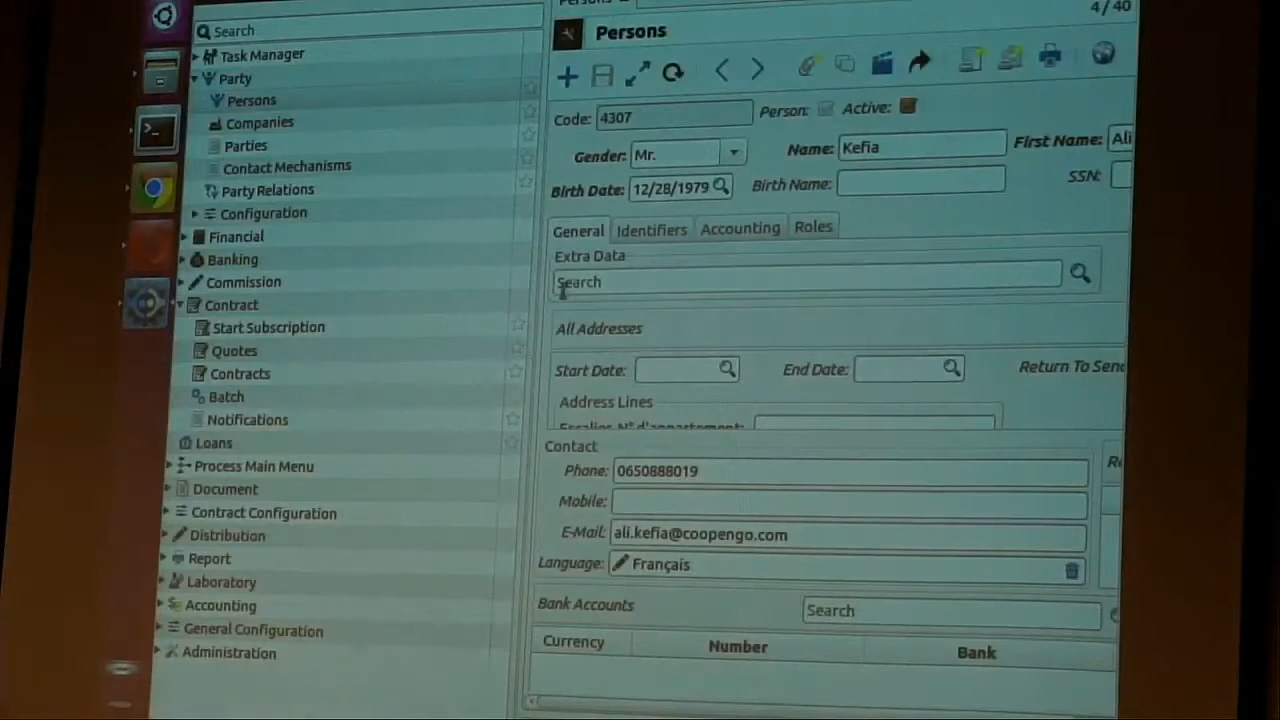 Search
Task Manager
Party
Persons
Companies
Parties
Contact Mechanisms
Party Relations
Configuration
Financial
Banking
Commission
Contract
Start Subscription
Quotes
Contracts
Batch
Notifications
Loans
Process Main Menu
Document
Contract Configuration
Distribution
Report
Laboratory
Accounting
General Configuration
Administration
4/40
Persons
Code: 4307 Person: Active:
Gender: Mr. Name: Kefia First Name: Ali
Birth Date: 12/28/1979 Birth Name: SSN:
General Identifiers Accounting Roles
Extra Data
Search
All Addresses
Start Date: End Date: Return To Send
Address Lines
Contact
Phone: 0650888019
Mobile:
E-Mail: ali.kefia@coopengo.com
Language: Français
Bank Accounts Search
Currency Number Bank